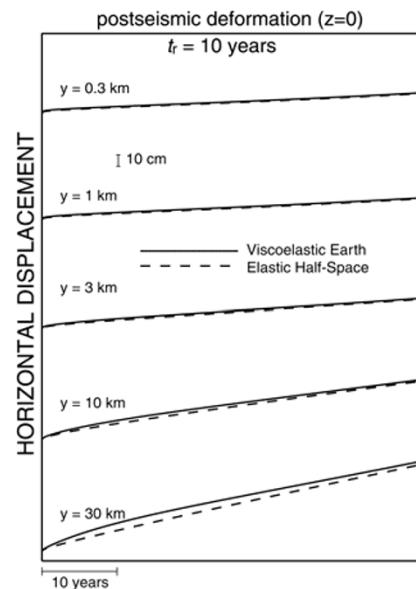 postseismic deformation (z=0)
tr = 10 years
y = 0.3 km
10 cm
y = 1 km
Viscoelastic Earth
Elastic Half-Space
y = 3 km
y = 10 km
y = 30 km
HORIZONTAL DISPLACEMENT
10 years